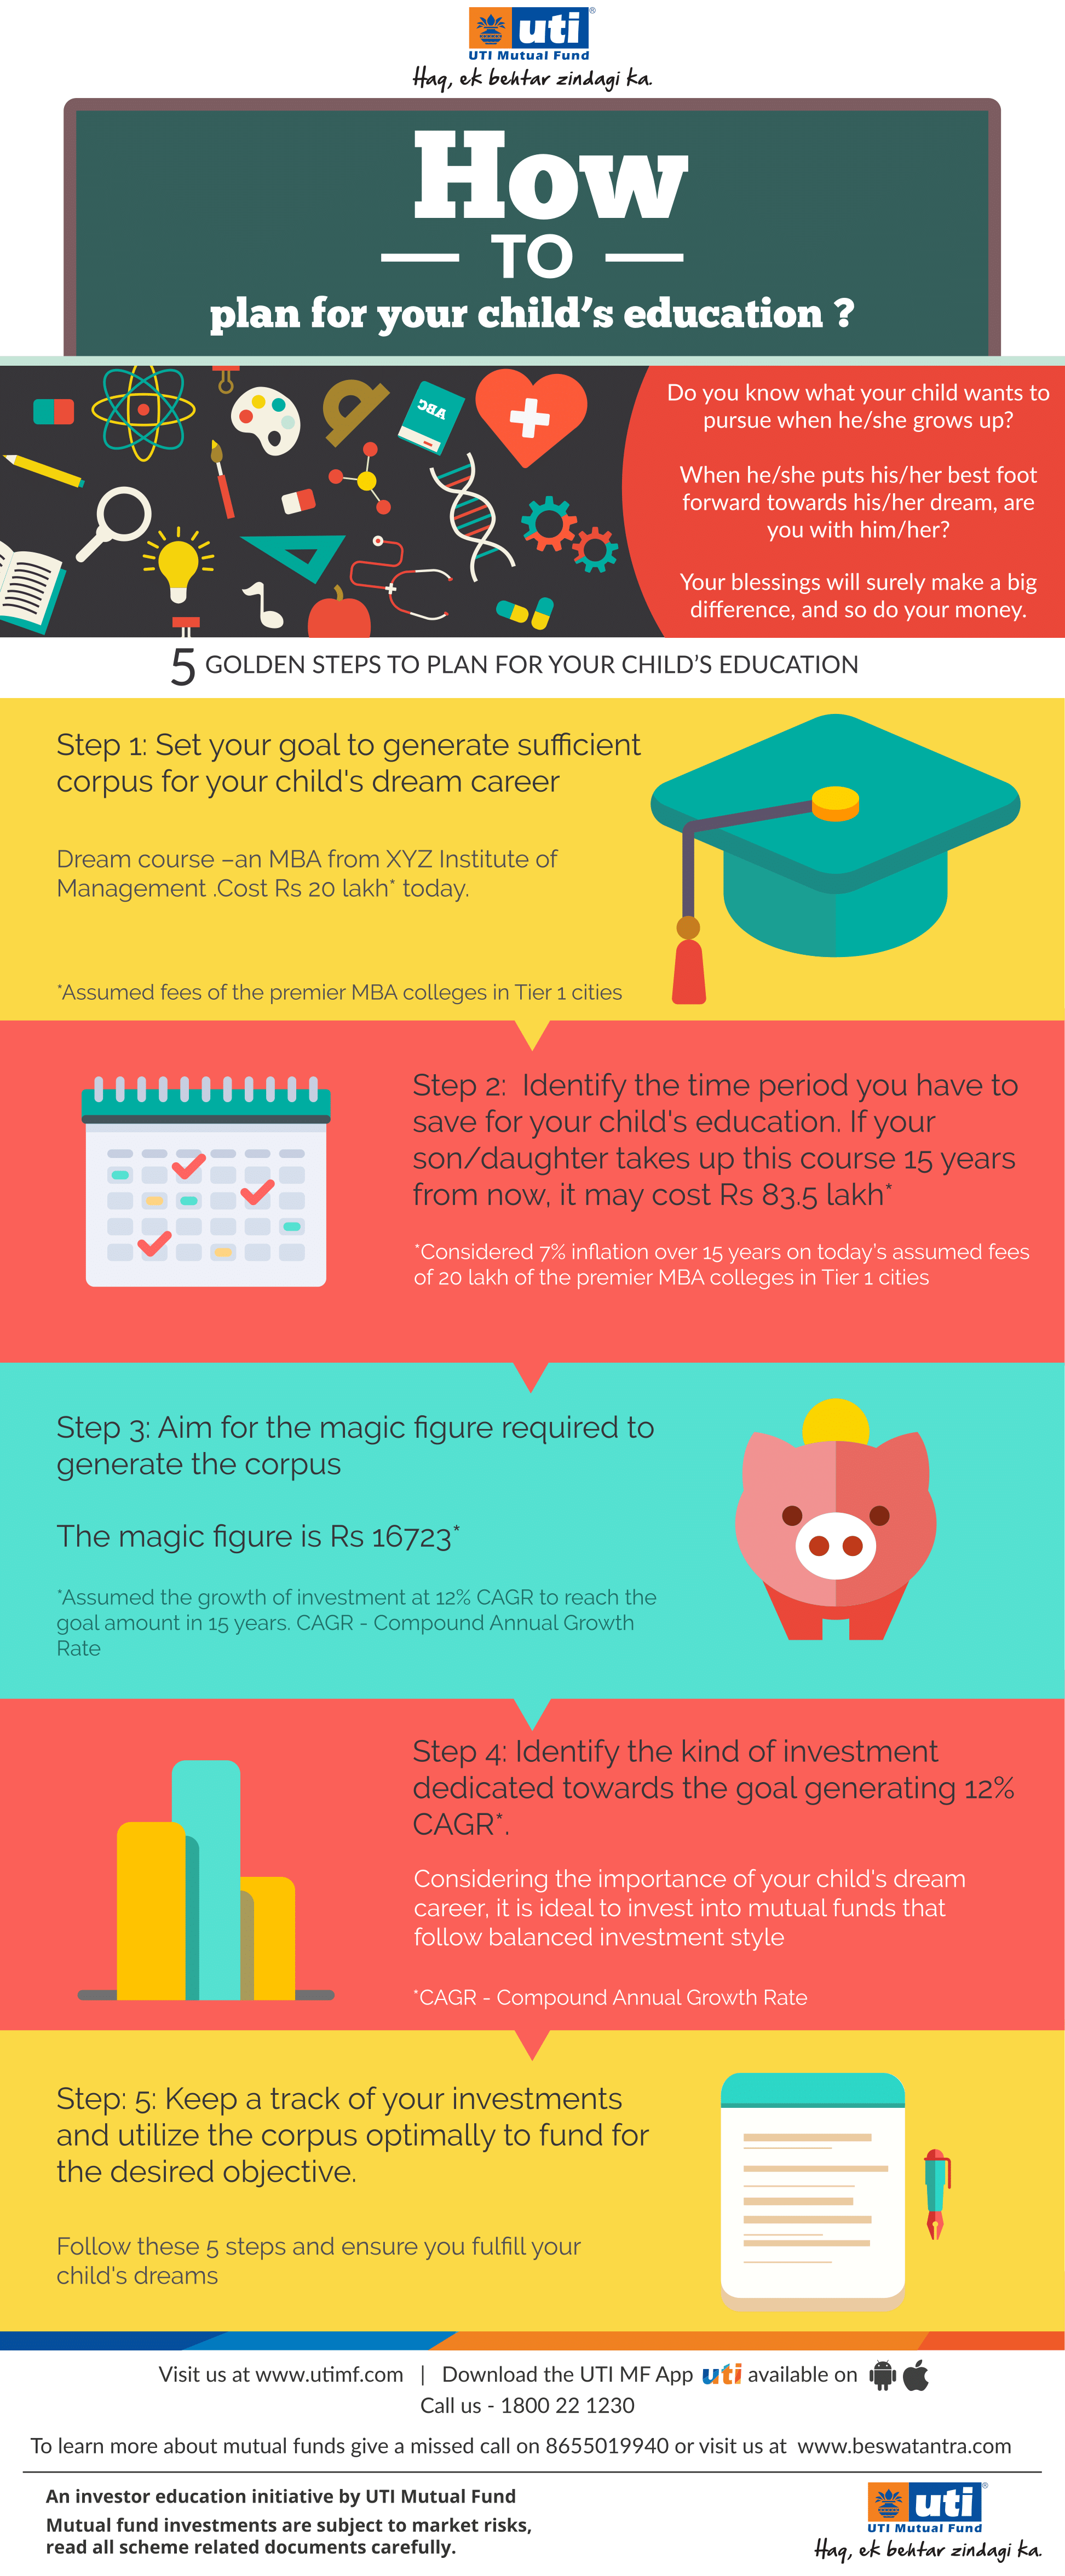 uti
UTI Mutual Fund
Haq, ek behtar zindagi ka.
How
TO
plan for your child's education ?
ABC
Do you know what your child wants to
pursue when he/she grows up?
When he/she puts his/her best foot
forward towards his/her dream, are
you with him/her?
Your blessings will surely make a big
difference, and so do your money.
5 GOLDEN STEPS TO PLAN FOR YOUR CHILD'S EDUCATION
Step 1: Set your goal to generate sufficient
corpus for your child's dream career
Dream course –an MBA from XYZ Institute of
Management .Cost Rs 20 lakh* today.
*Assumed fees of the premier MBA colleges in Tier 1 cities
Step 2: Identify the time period you have to
save for your child's education. If your
son/daughter takes up this course 15 years
from now, it may cost Rs 83.5 lakh*
*Considered 7% inflation over 15 years on today's assumed fees
of 20 lakh of the premier MBA colleges in Tier 1 cities
Step 3: Aim for the magic figure required to
generate the corpus
The magic figure is Rs 16723*
*Assumed the growth of investment at 12% CAGR to reach the
goal amount in 15 years. CAGR - Compound Annual Growth
Rate
Step 4: Identify the kind of investment
dedicated towards the goal generating 12%
CAGR*.
Considering the importance of your child's dream
career, it is ideal to invest into mutual funds that
follow balanced investment style
*CAGR - Compound Annual Growth Rate
Step: 5: Keep a track of your investments
and utilize the corpus optimally to fund for
the desired objective.
Follow these 5 steps and ensure you fulfill your
child's dreams
Visit us at www.utimf.com | Download the UTI MF App uti available on
Call us - 1800 22 1230
To learn more about mutual funds give a missed call on 8655019940 or visit us at www.beswatantra.com
An investor education initiative by UTI Mutual Fund
Mutual fund investments are subject to market risks,
read all scheme related documents carefully.
uti
UTI Mutual Fund
Haq, ek behtar zindagi ka.